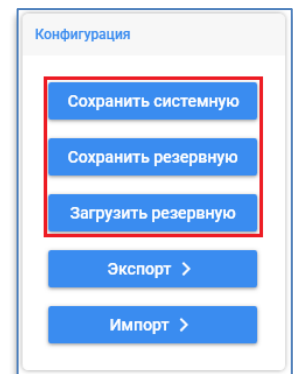 Конфигурация
Сохранить системную
Сохранить резервную
Загрузить резервную
Экспорт >
Импорт >